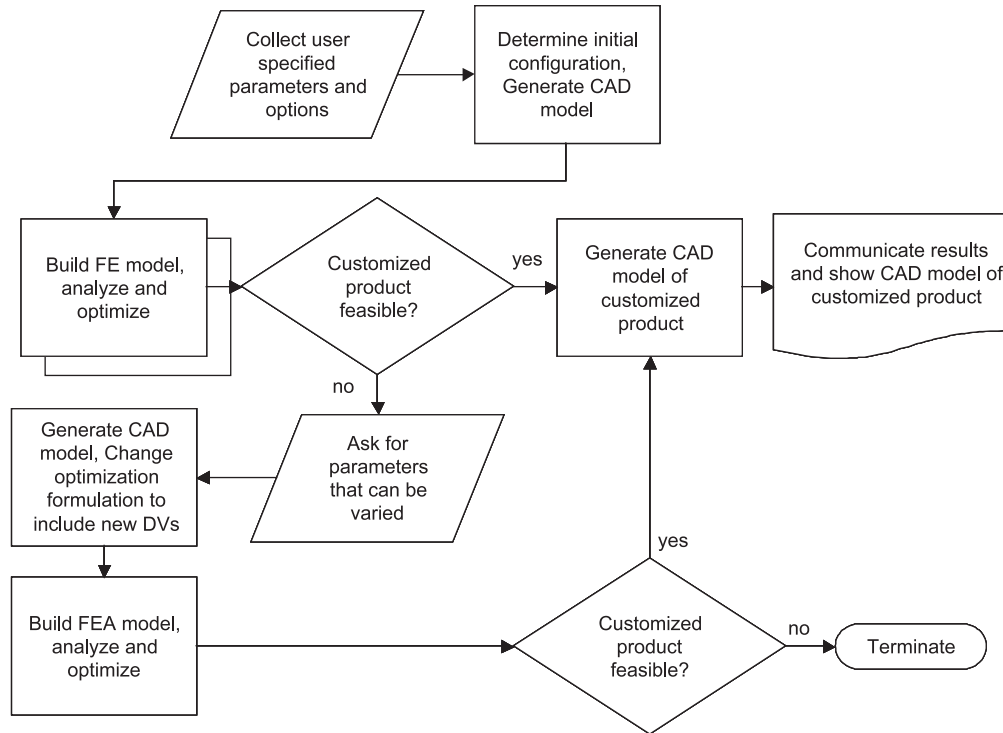 Collect user
specified
parameters and
options
Determine initial
configuration,
Generate CAD
model
Build FE model,
analyze and
optimize
Customized
product
feasible?
yes
Generate CAD
model of
customized
product
Communicate results
and show CAD model of
customized product
no
Generate CAD
model, Change
optimization
formulation to
include new DVs
Ask for
parameters
that can be
varied
yes
Build FEA model,
analyze and
optimize
Customized
product
feasible?
no
Terminate